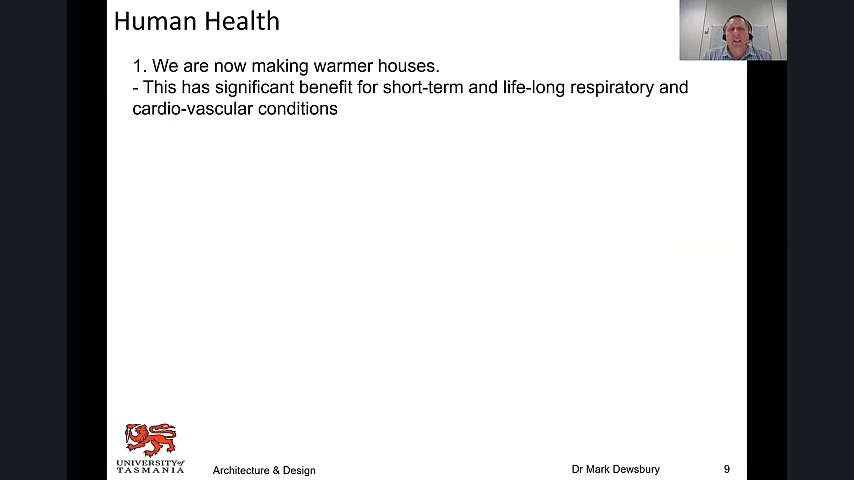 Human Health
1. We are now making warmer houses.
- This has significant benefit for short-term and life-long respiratory and
cardio-vascular conditions
UNIVERSITY of
TASMANIA
Architecture & Design
Dr Mark Dewsbury
9